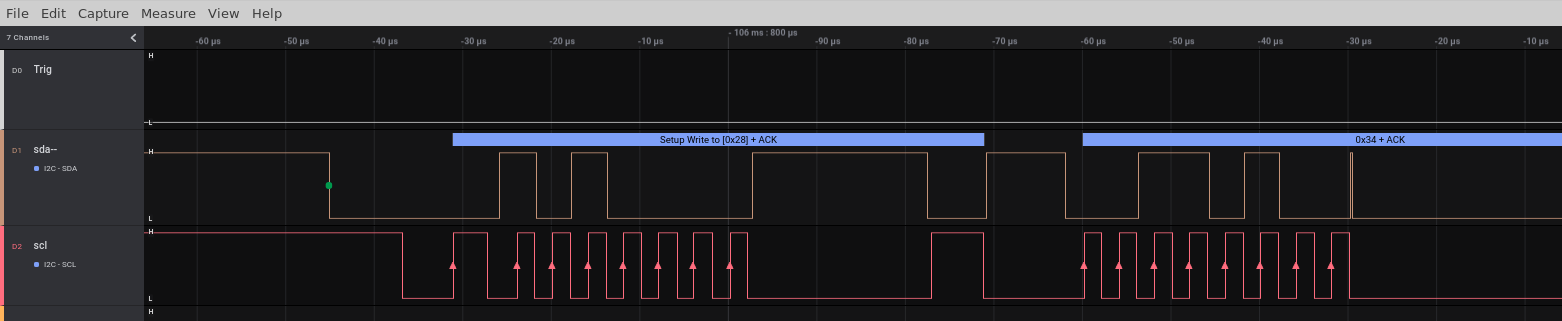 File Edit Capture Measure View Help
7 Channels
- 106 ms : 800 µs
-60 µs -50 µs -40 µs -30 µs -20 µs -10 µs -90 µs -80 µs -70 µs -60 µs -50 µs -40 µs -30 µs -20 µs -10 µs
H
D0 Trig
L
Setup Write to [0x28] + ACK 0x34 + ACK
D1 sda-- H
I2C - SDA
L
H
D2 scl
I2C - SCL
L
H